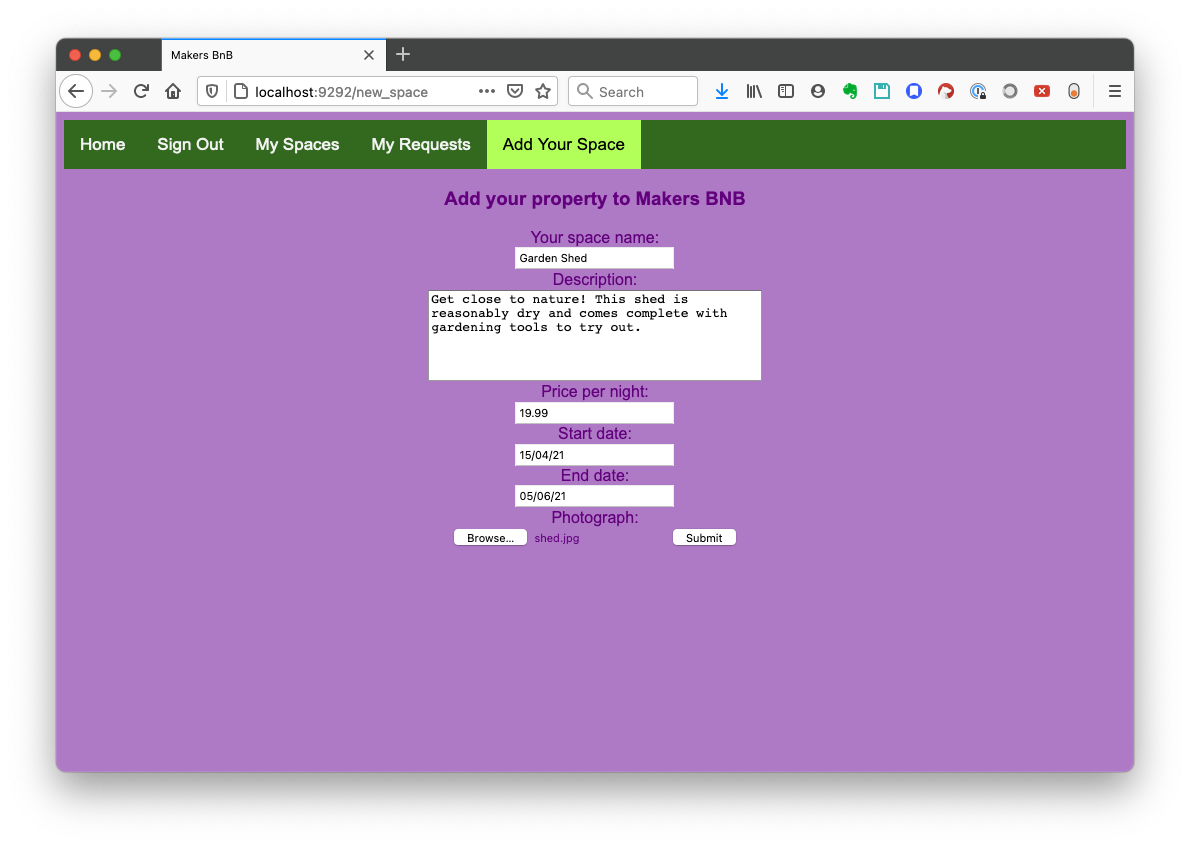 Makers BnB
localhost:9292/new_space
Search
Home Sign Out My Spaces My Requests Add Your Space
Add your property to Makers BNB
Your space name:
Garden Shed
Description:
Get close to nature! This shed is
reasonably dry and comes complete with
gardening tools to try out.
Price per night:
19.99
Start date:
15/04/21
End date:
05/06/21
Photograph:
Browse... shed.jpg Submit